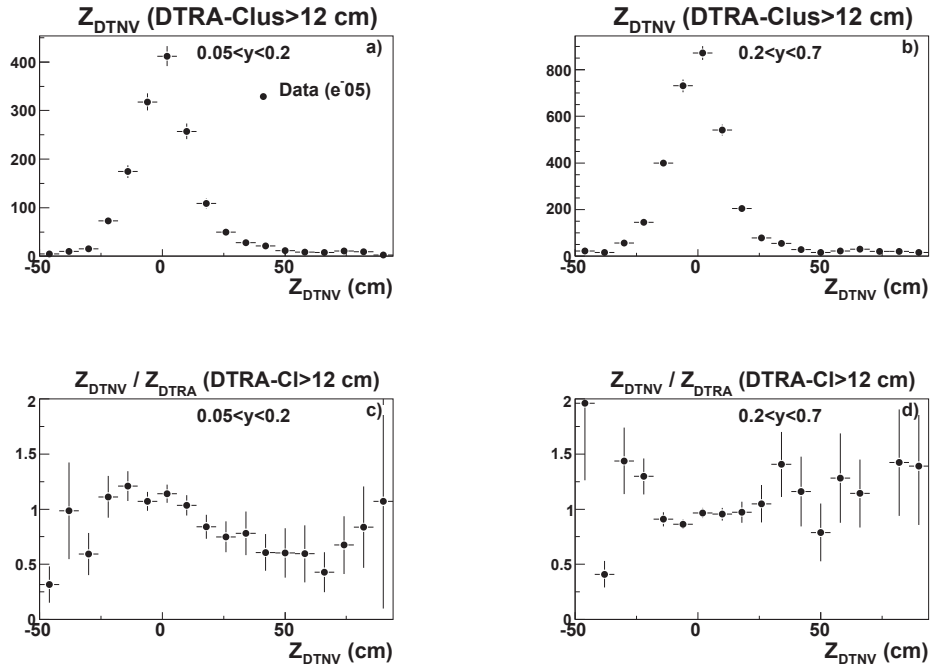 Z_DTNV (DTRA-Clus>12 cm)
a)
0.05<y<0.2
Data (e⁻05)
400
300
200
100
0
-50
0
50
Z_DTNV (cm)
Z_DTNV (DTRA-Clus>12 cm)
b)
0.2<y<0.7
800
600
400
200
0
-50
0
50
Z_DTNV (cm)
Z_DTNV / Z_DTRA (DTRA-Cl>12 cm)
c)
0.05<y<0.2
2
1.5
1
0.5
0
-50
0
50
Z_DTNV (cm)
Z_DTNV / Z_DTRA (DTRA-Cl>12 cm)
d)
0.2<y<0.7
2
1.5
1
0.5
0
-50
0
50
Z_DTNV (cm)